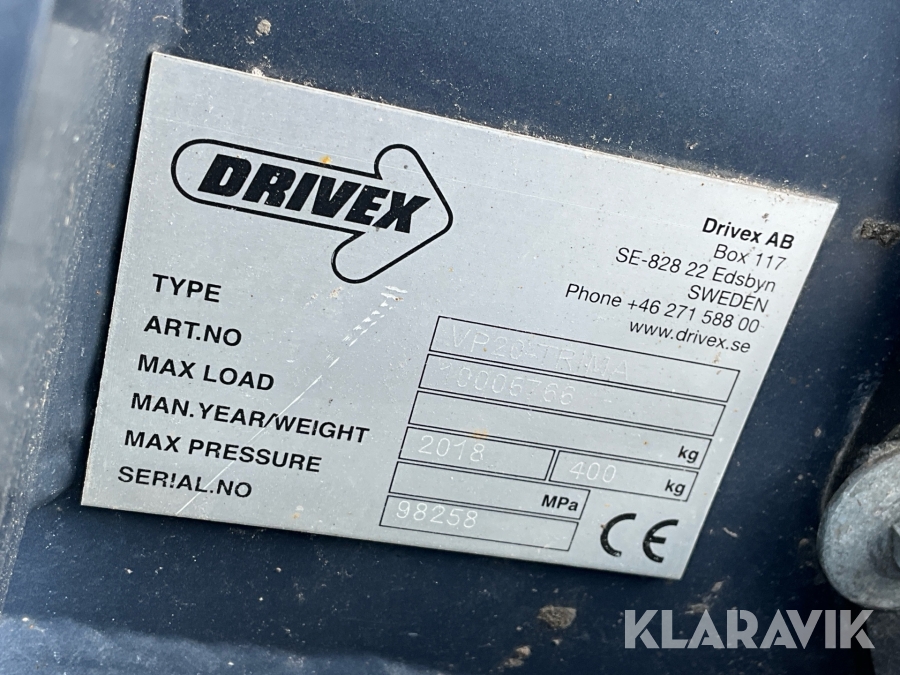 DRIVEX
Drivex AB
Box 117
SE-828 22 Edsbyn
SWEDEN
Phone +46 271 588 00
www.drivex.se
TYPE
ART.NO 10005766
MAX LOAD kg
MAN.YEAR/WEIGHT 2018 400 kg
MAX PRESSURE MPa
SERIAL.NO 98258
CE
KLARAVIK